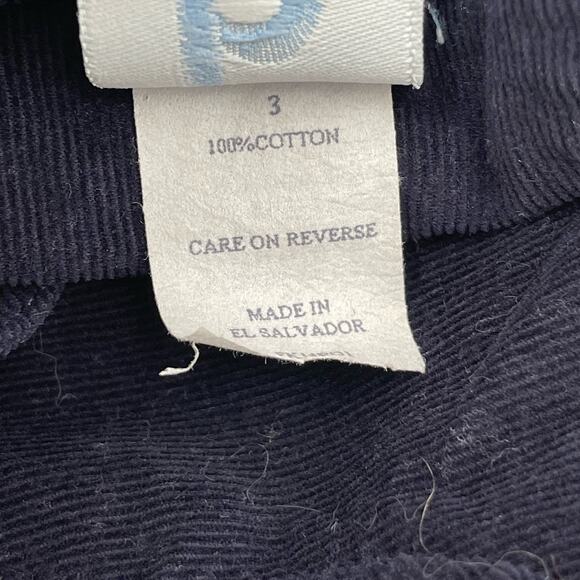 3
100%COTTON
CARE ON REVERSE
MADE IN
EL SALVADOR